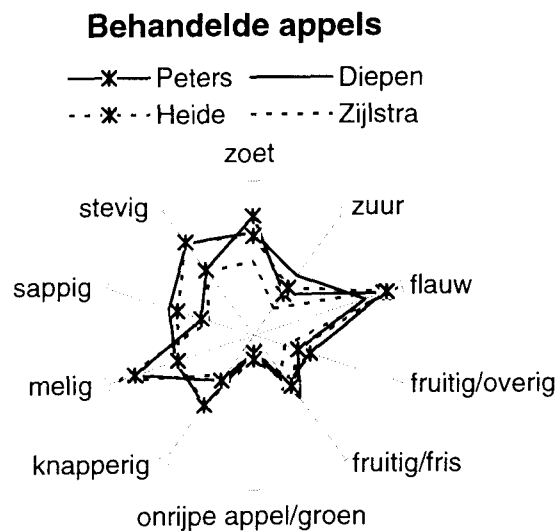 Behandelde appels
Peters Diepen
Heide Zijlstra
zoet
stevig zuur
sappig flauw
melig fruitig/overig
knapperig fruitig/fris
onrijpe appel/groen